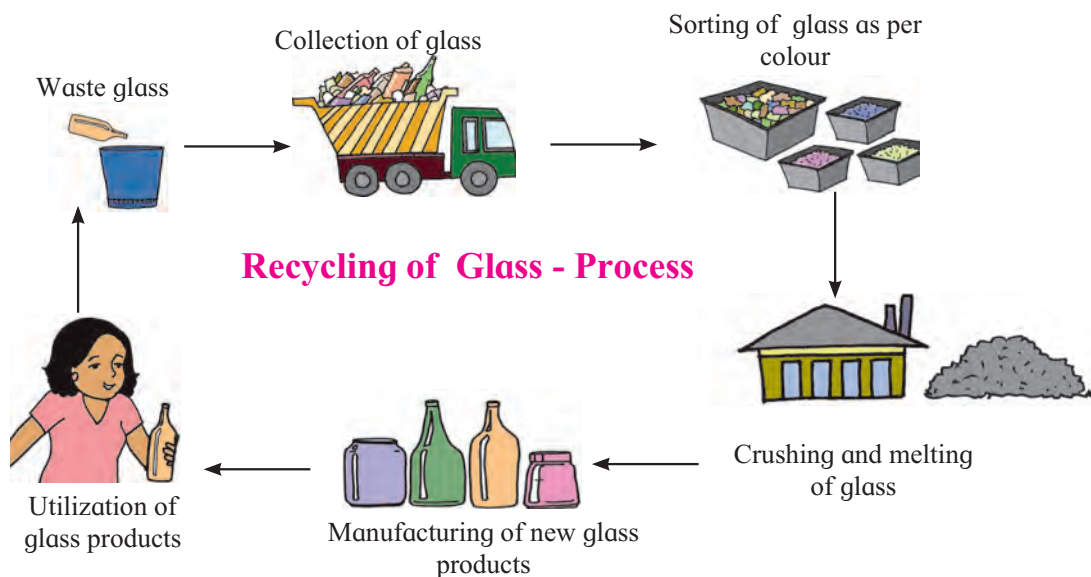 Waste glass
Collection of glass
Sorting of glass as per
colour
Recycling of Glass - Process
Crushing and melting
of glass
Manufacturing of new glass
products
Utilization of
glass products